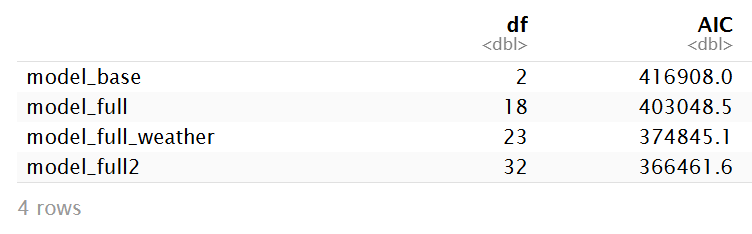 df AIC
<dbl> <dbl>
model_base 2 416908.0
model_full 18 403048.5
model_full_weather 23 374845.1
model_full2 32 366461.6
4 rows